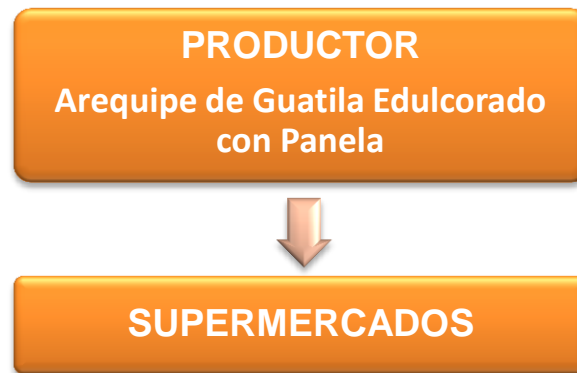 PRODUCTOR
Arequipe de Guatila Edulcorado
con Panela
SUPERMERCADOS